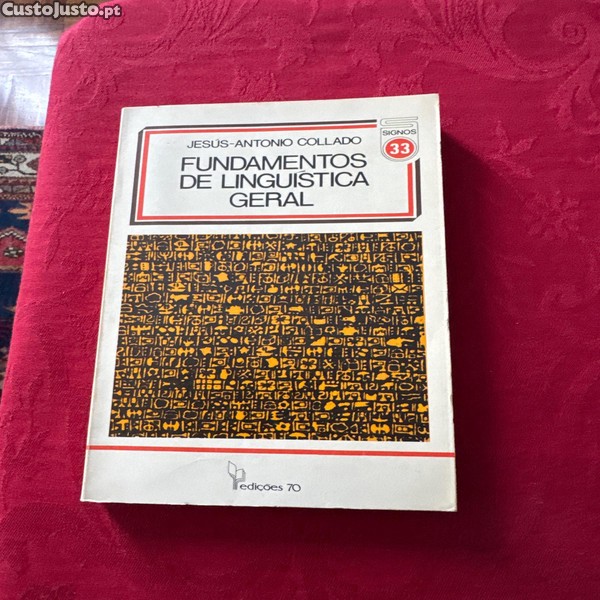 CustoJusto.pt
JESÚS-ANTONIO COLLADO
FUNDAMENTOS
DE LINGUÍSTICA
GERAL
SIGNOS
33
edições 70